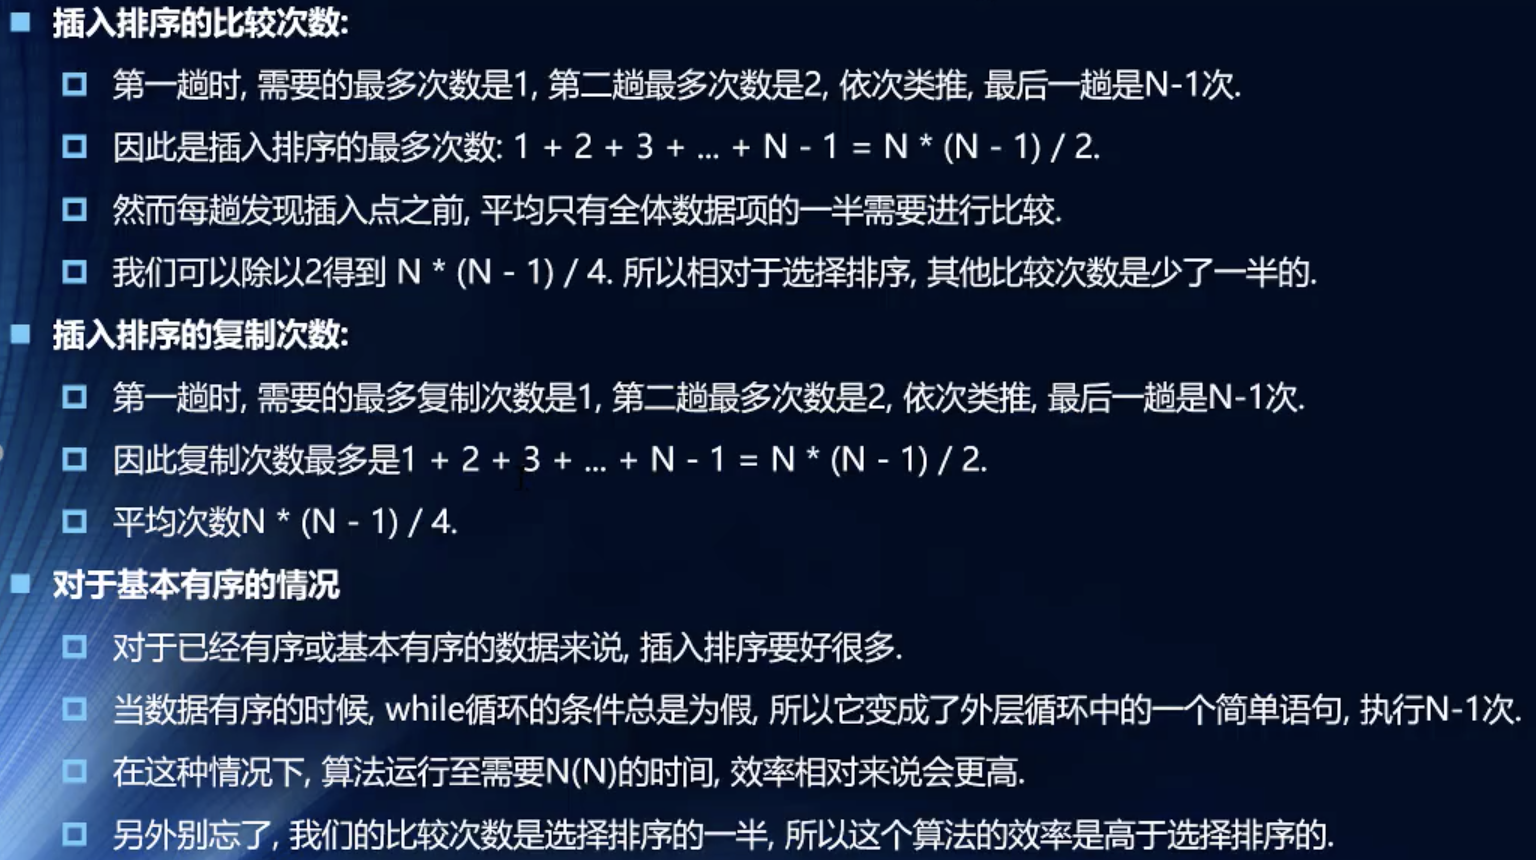 插入排序的比较次数:
第一趟时, 需要的最多次数是1, 第二趟最多次数是2, 依次类推, 最后一趟是N-1次.
因此是插入排序的最多次数: 1 + 2 + 3 + ... + N - 1 = N * (N - 1) / 2.
然而每趟发现插入点之前, 平均只有全体数据项的一半需要进行比较.
我们可以除以2得到 N * (N - 1) / 4. 所以相对于选择排序, 其他比较次数是少了一半的.
插入排序的复制次数:
第一趟时, 需要的最多复制次数是1, 第二趟最多次数是2, 依次类推, 最后一趟是N-1次.
因此复制次数最多是1 + 2 + 3 + ... + N - 1 = N * (N - 1) / 2.
平均次数N * (N - 1) / 4.
对于基本有序的情况
对于已经有序或基本有序的数据来说, 插入排序要好很多.
当数据有序的时候, while循环的条件总是为假, 所以它变成了外层循环中的一个简单语句, 执行N-1次.
在这种情况下, 算法运行至需要N(N)的时间, 效率相对来说会更高.
另外别忘了, 我们的比较次数是选择排序的一半, 所以这个算法的效率是高于选择排序的.